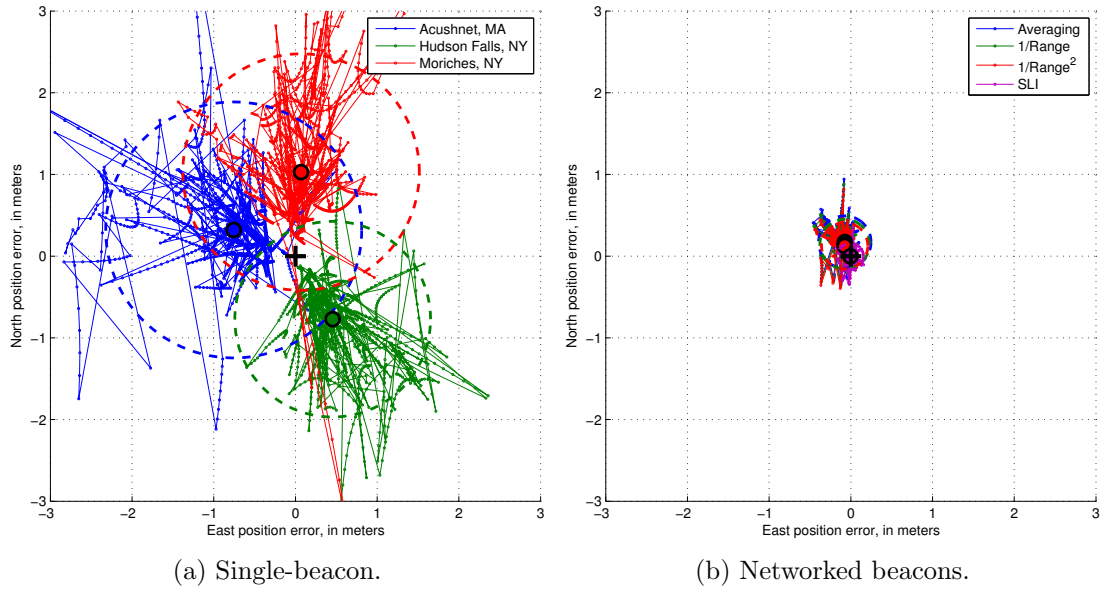 Acushnet, MA
Hudson Falls, NY
Moriches, NY
North position error, in meters
3
2
1
0
−1
−2
−3
−3 −2 −1 0 1 2 3
East position error, in meters
(a) Single-beacon.
Averaging
1/Range
1/Range²
SLI
North position error, in meters
3
2
1
0
−1
−2
−3
−3 −2 −1 0 1 2 3
East position error, in meters
(b) Networked beacons.